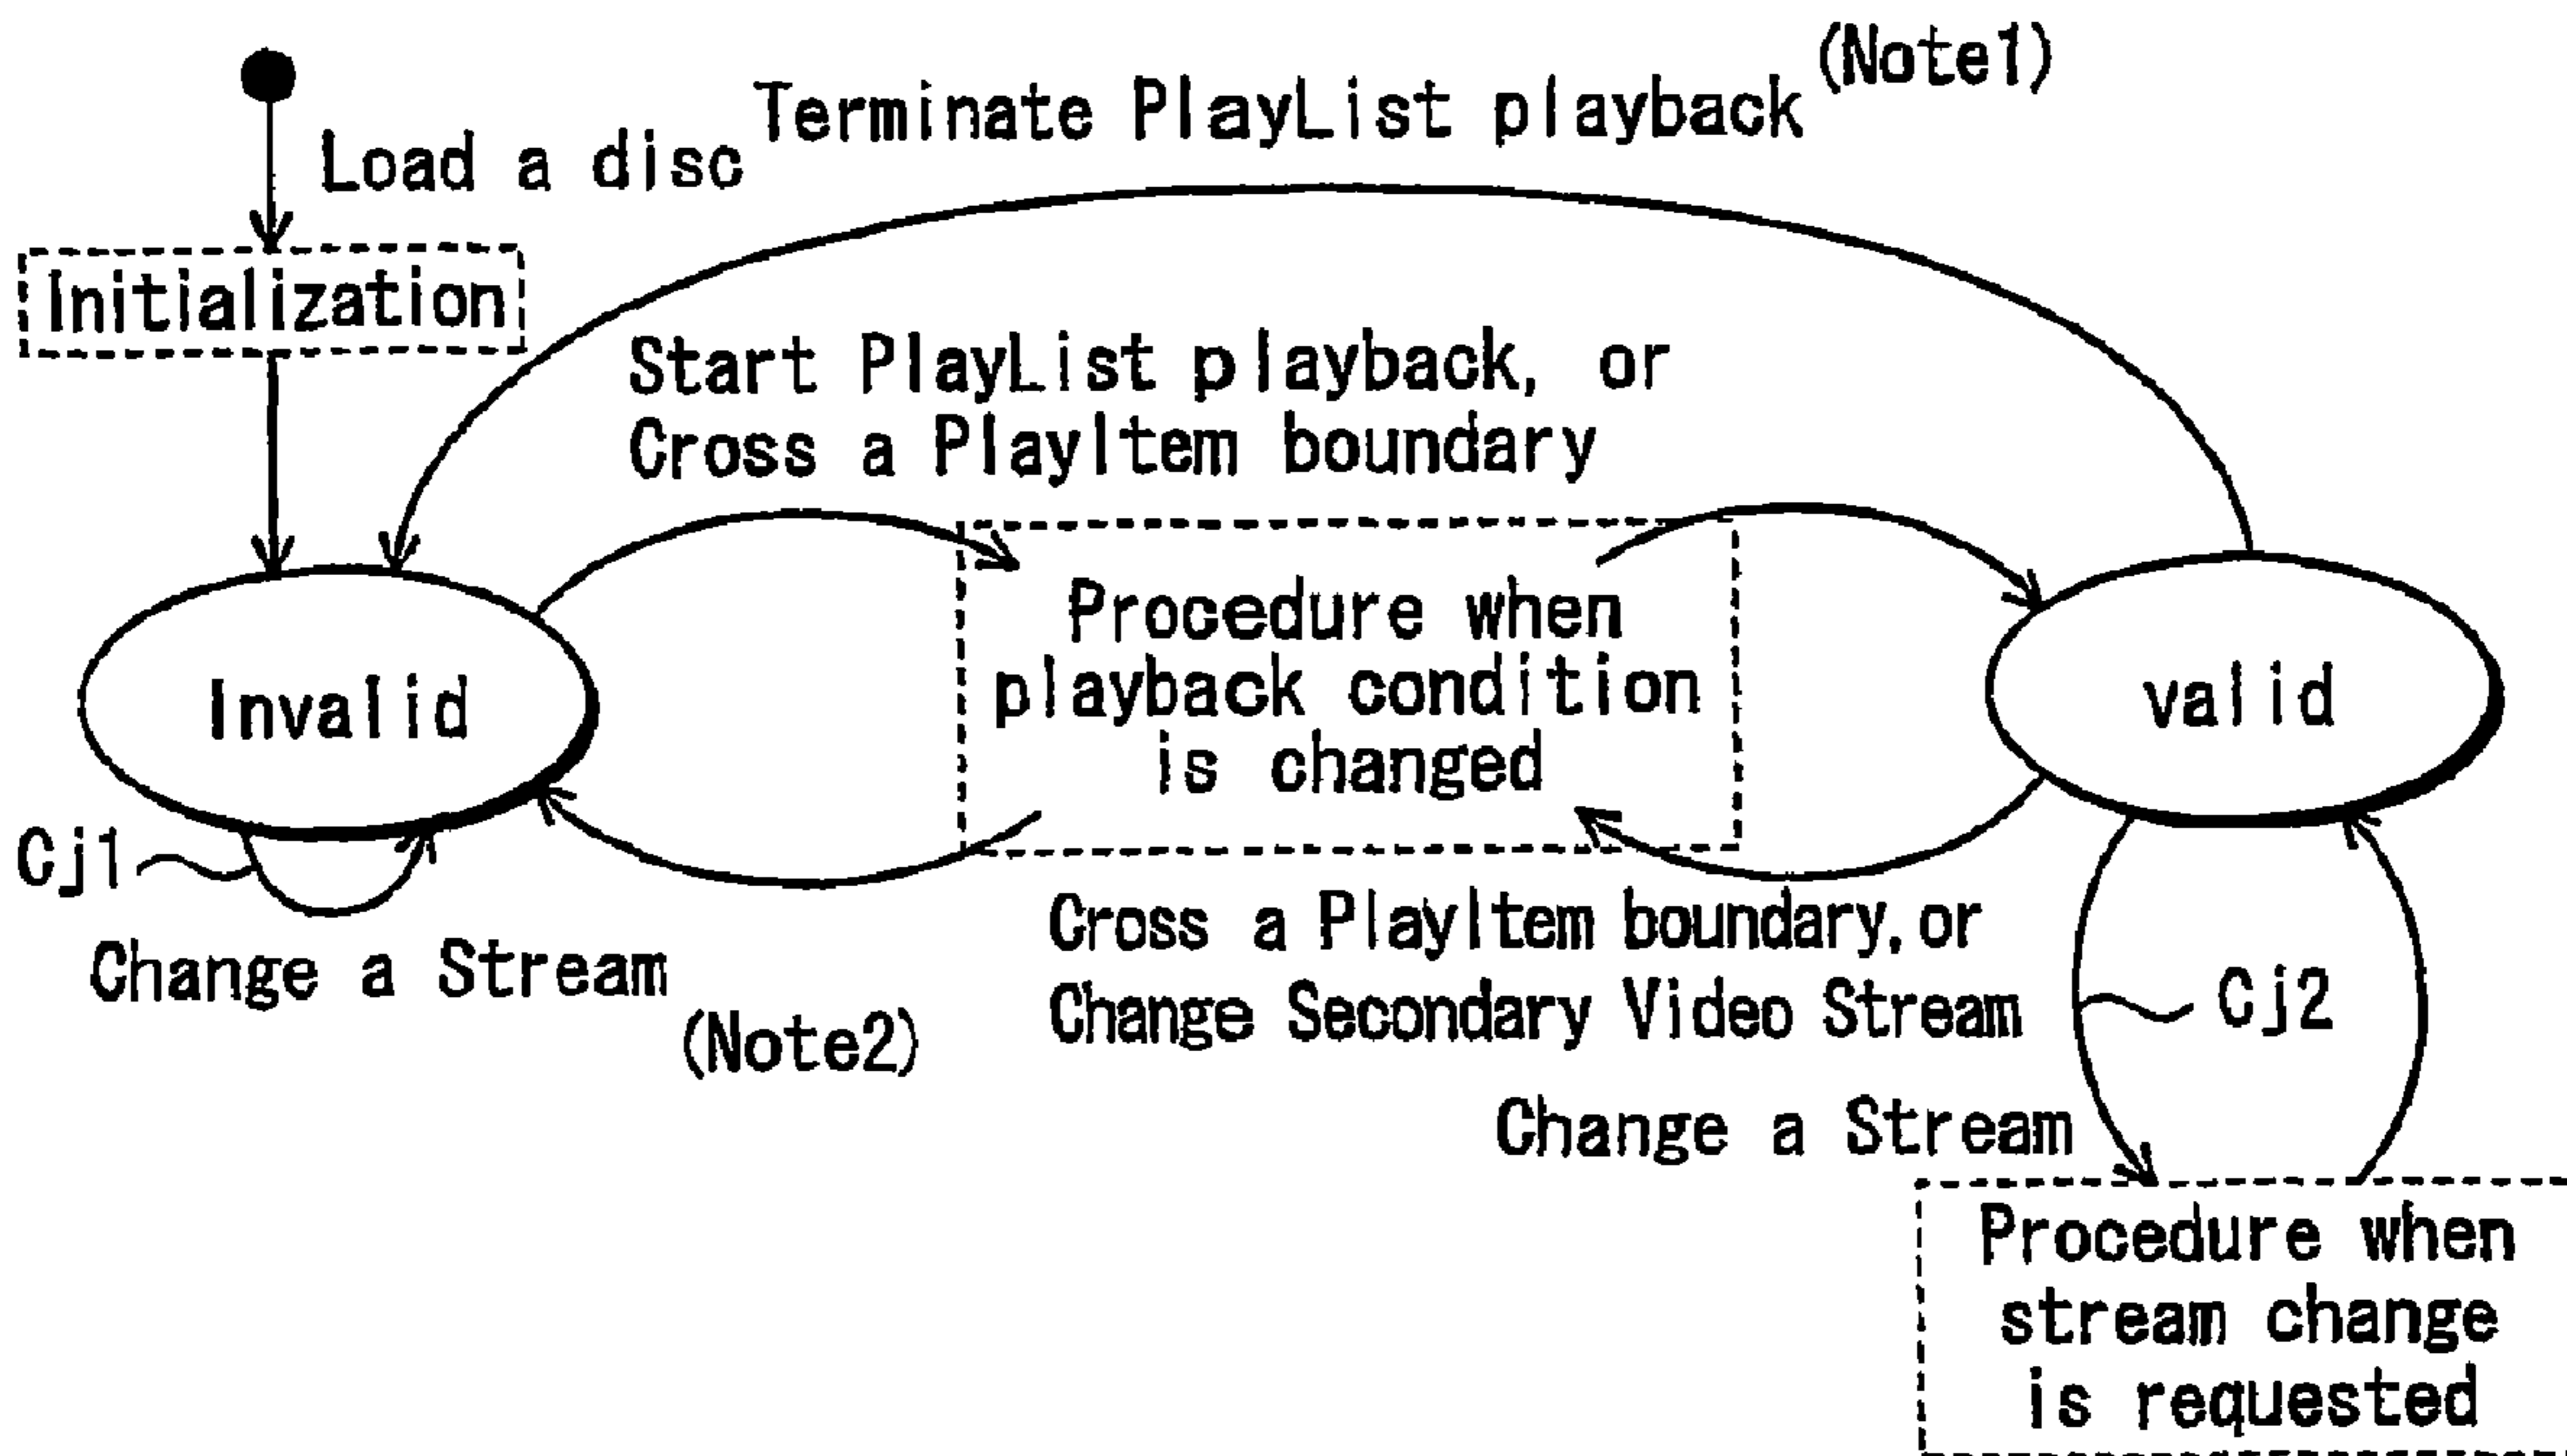 (Note1)
Terminate PlayList playback
Load a disc
Initialization
Start PlayList playback, or
Cross a PlayItem boundary
Procedure when
playback condition
is changed
Invalid
valid
Cj1
Change a Stream
(Note2)
Cross a PlayItem boundary, or
Change Secondary Video Stream
Cj2
Change a Stream
Procedure when
stream change
is requested